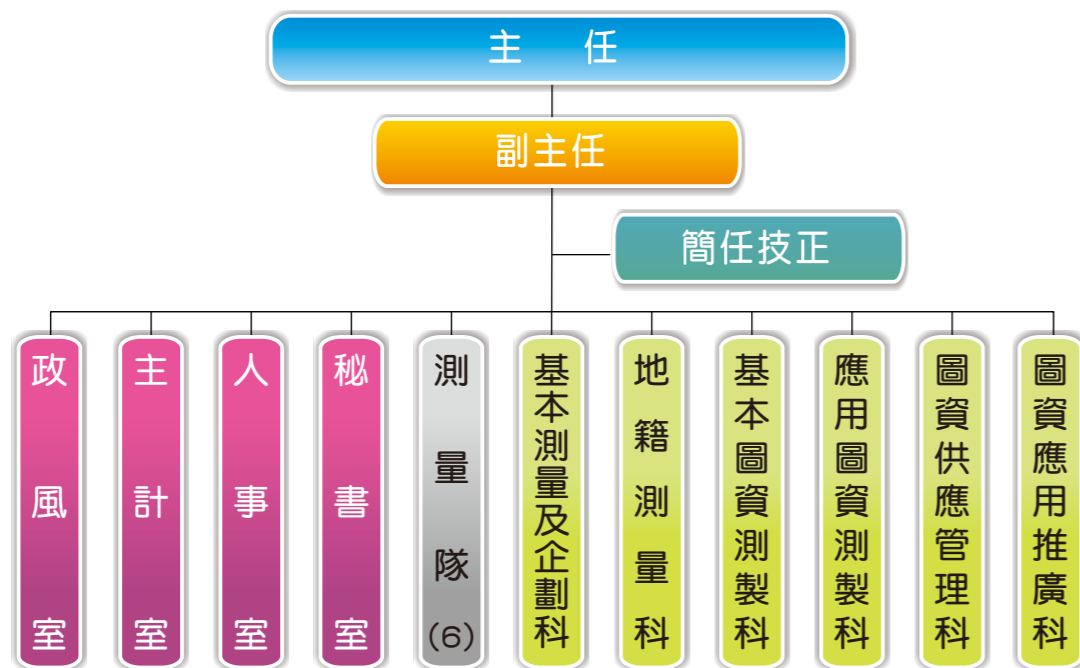 主 任
副主任
簡任技正
政風室
主計室
人事室
秘書室
測量隊(6)
基本測量及企劃科
地籍測量科
基本圖資測製科
應用圖資測製科
圖資供應管理科
圖資應用推廣科